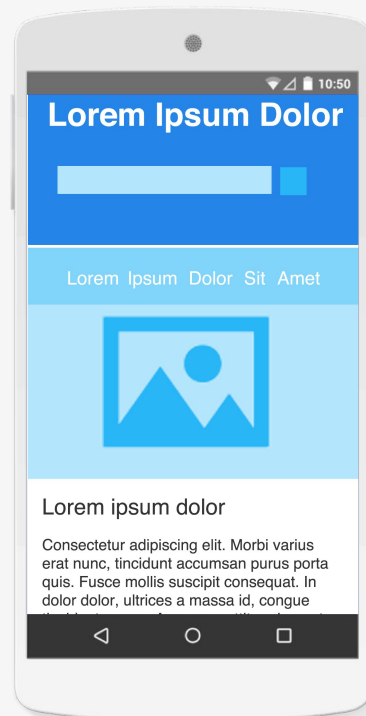 10:50
Lorem Ipsum Dolor
Lorem Ipsum Dolor Sit Amet
Lorem ipsum dolor
Consectetur adipiscing elit. Morbi varius
erat nunc, tincidunt accumsan purus porta
quis. Fusce mollis suscipit consequat. In
dolor dolor, ultrices a massa id, congue